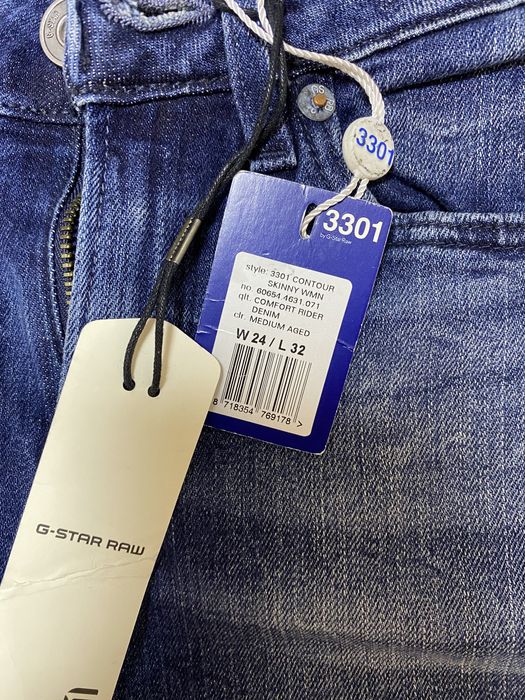 3301
3301
by G-Star Raw
style: 3301 CONTOUR
SKINNY WMN
no: 60654.4631.071
qlt: COMFORT RIDER
DENIM
clr: MEDIUM AGED
W 24 / L 32
8 718354 769178 >
G-STAR RAW